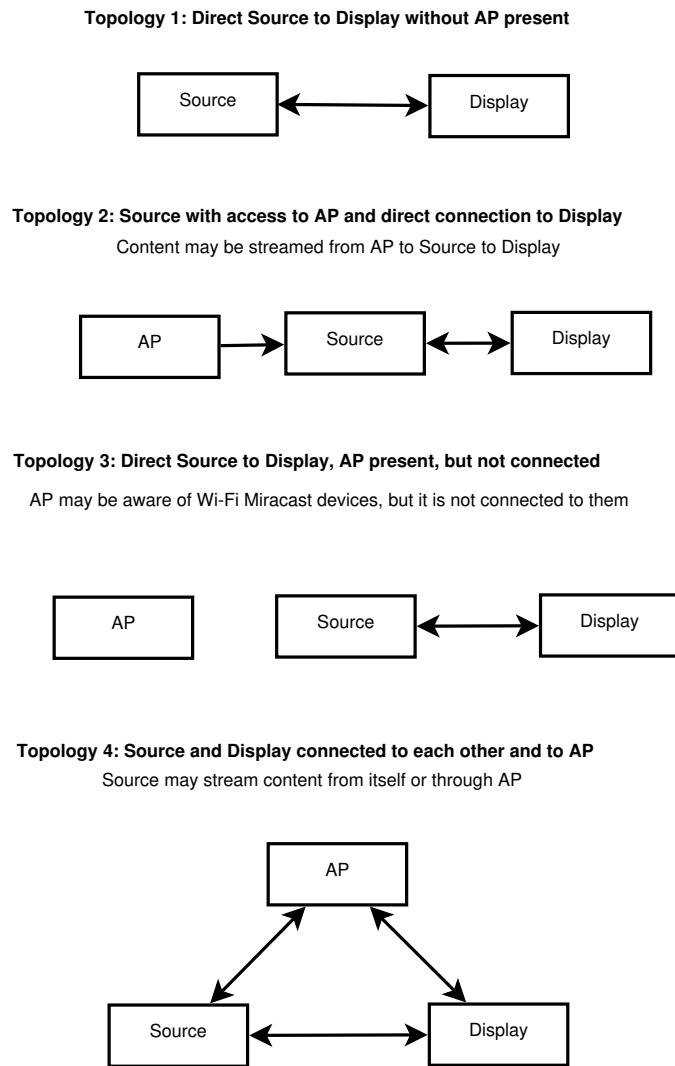 Topology 1: Direct Source to Display without AP present
Source
Display
Topology 2: Source with access to AP and direct connection to Display
Content may be streamed from AP to Source to Display
AP
Source
Display
Topology 3: Direct Source to Display, AP present, but not connected
AP may be aware of Wi-Fi Miracast devices, but it is not connected to them
AP
Source
Display
Topology 4: Source and Display connected to each other and to AP
Source may stream content from itself or through AP
AP
Source
Display